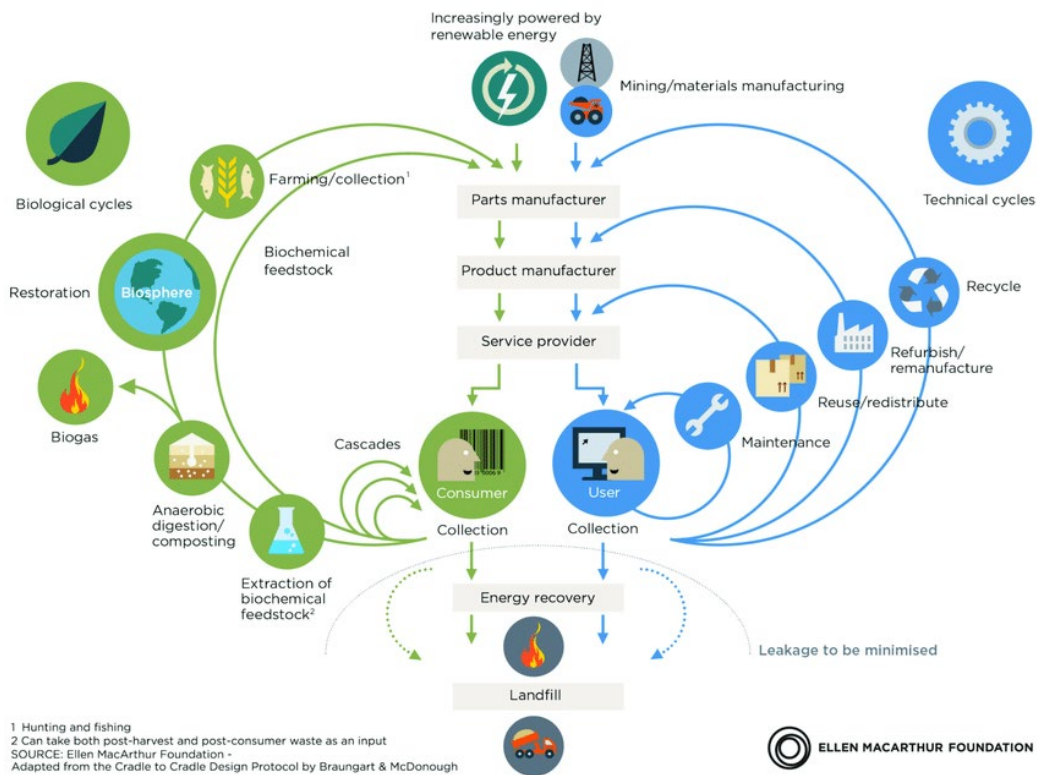 Increasingly powered by
renewable energy
Mining/materials manufacturing
Biological cycles
Technical cycles
Farming/collection¹
Parts manufacturer
Biochemical
feedstock
Product manufacturer
Restoration
Biosphere
Recycle
Service provider
Refurbish/
remanufacture
Reuse/redistribute
Biogas
Cascades
Maintenance
Consumer
User
Anaerobic
digestion/
composting
Collection
Collection
Extraction of
biochemical
feedstock²
Energy recovery
Leakage to be minimised
Landfill
1 Hunting and fishing
2 Can take both post-harvest and post-consumer waste as an input
SOURCE: Ellen MacArthur Foundation -
Adapted from the Cradle to Cradle Design Protocol by Braungart & McDonough
ELLEN MACARTHUR FOUNDATION